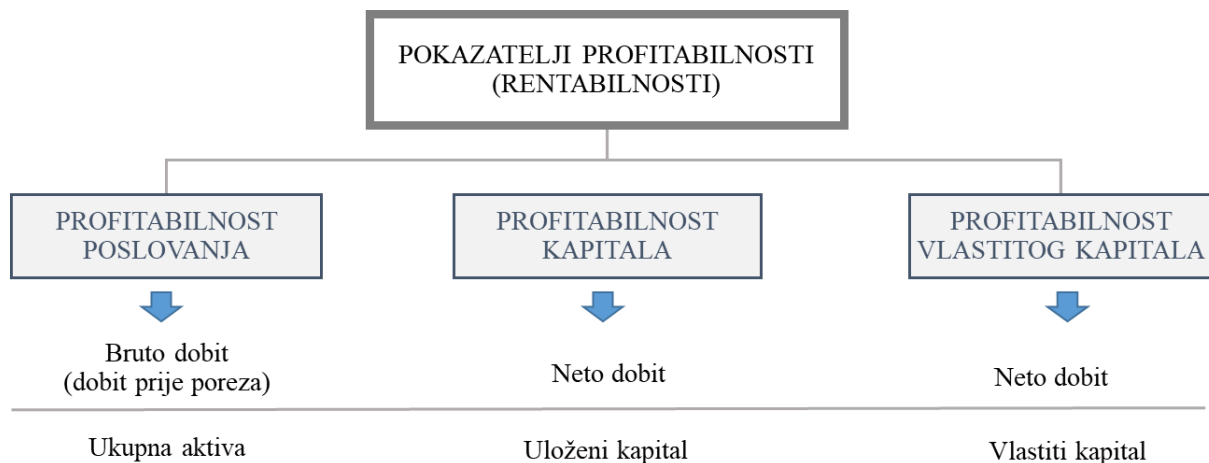 POKAZATELJI PROFITABILNOSTI
(RENTABILNOSTI)
PROFITABILNOST
POSLOVANJA
PROFITABILNOST
KAPITALA
PROFITABILNOST
VLASTITOG KAPITALA
Bruto dobit
(dobit prije poreza)
Neto dobit
Neto dobit
Ukupna aktiva
Uloženi kapital
Vlastiti kapital